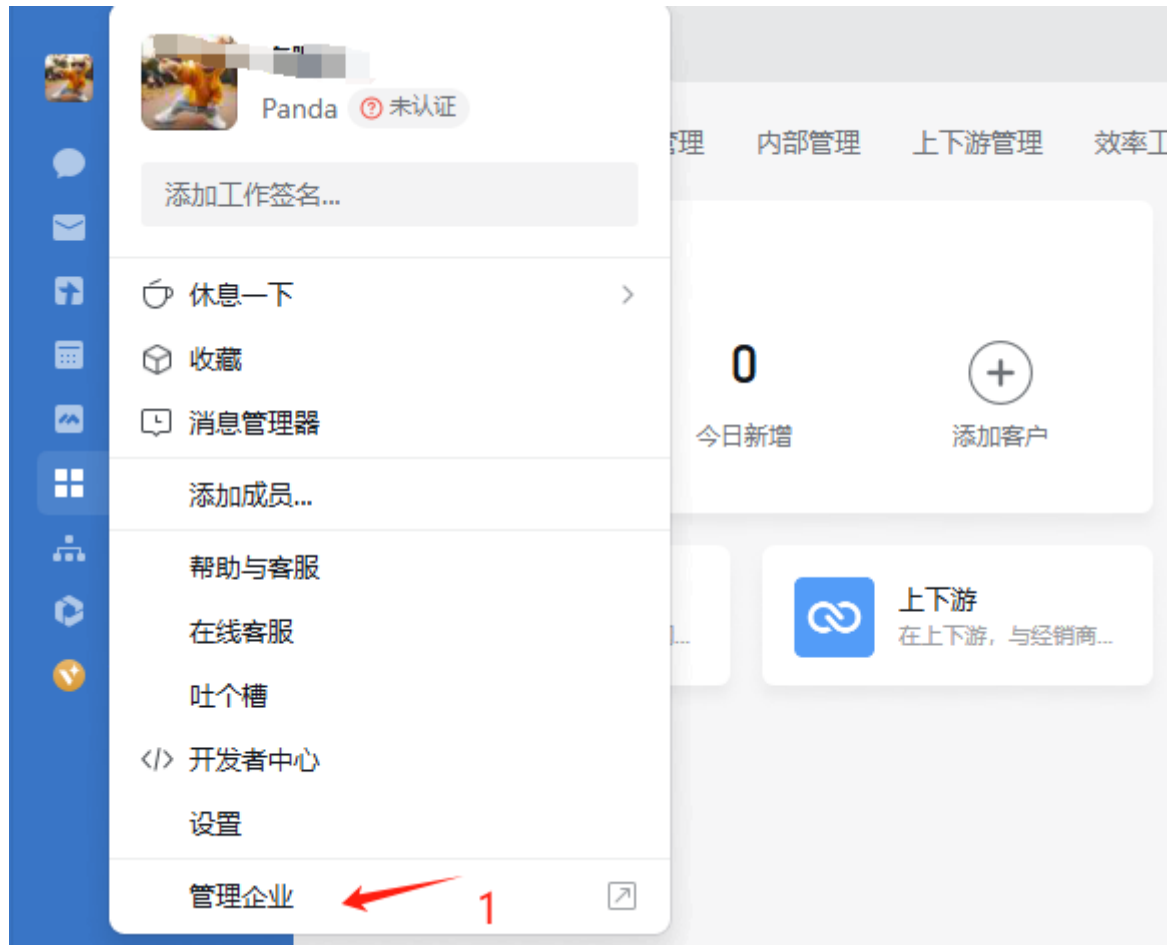 Panda
未认证
添加工作签名...
休息一下
收藏
消息管理器
添加成员...
帮助与客服
在线客服
吐个槽
开发者中心
设置
管理企业
1
管理
内部管理
上下游管理
效率工
0
今日新增
添加客户
上下游
在上下游，与经销商...